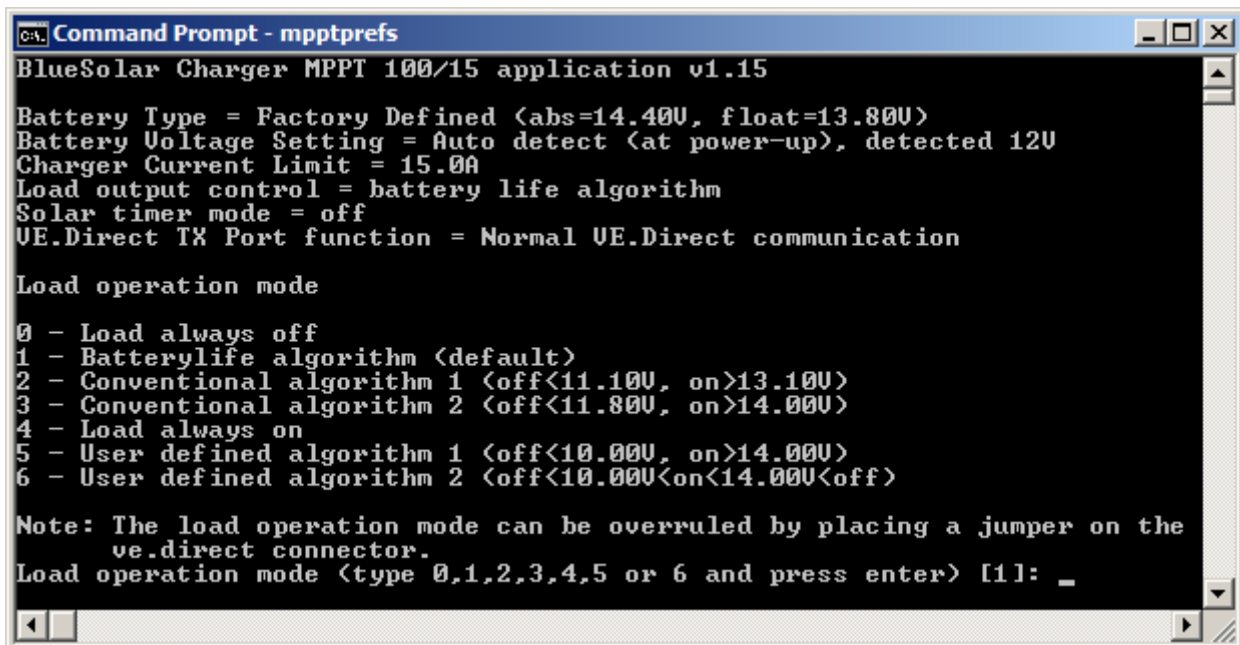 Command Prompt - mpptprefs
BlueSolar Charger MPPT 100/15 application v1.15
Battery Type = Factory Defined (abs=14.40V, float=13.80V)
Battery Voltage Setting = Auto detect (at power-up), detected 12V
Charger Current Limit = 15.0A
Load output control = battery life algorithm
Solar timer mode = off
VE.Direct TX Port function = Normal VE.Direct communication
Load operation mode
0 - Load always off
1 - Batterylife algorithm (default)
2 - Conventional algorithm 1 (off<11.10V, on>13.10V)
3 - Conventional algorithm 2 (off<11.80V, on>14.00V)
4 - Load always on
5 - User defined algorithm 1 (off<10.00V, on>14.00V)
6 - User defined algorithm 2 (off<10.00V<on<14.00V<off)
Note: The load operation mode can be overruled by placing a jumper on the
ve.direct connector.
Load operation mode (type 0,1,2,3,4,5 or 6 and press enter) [1]: _